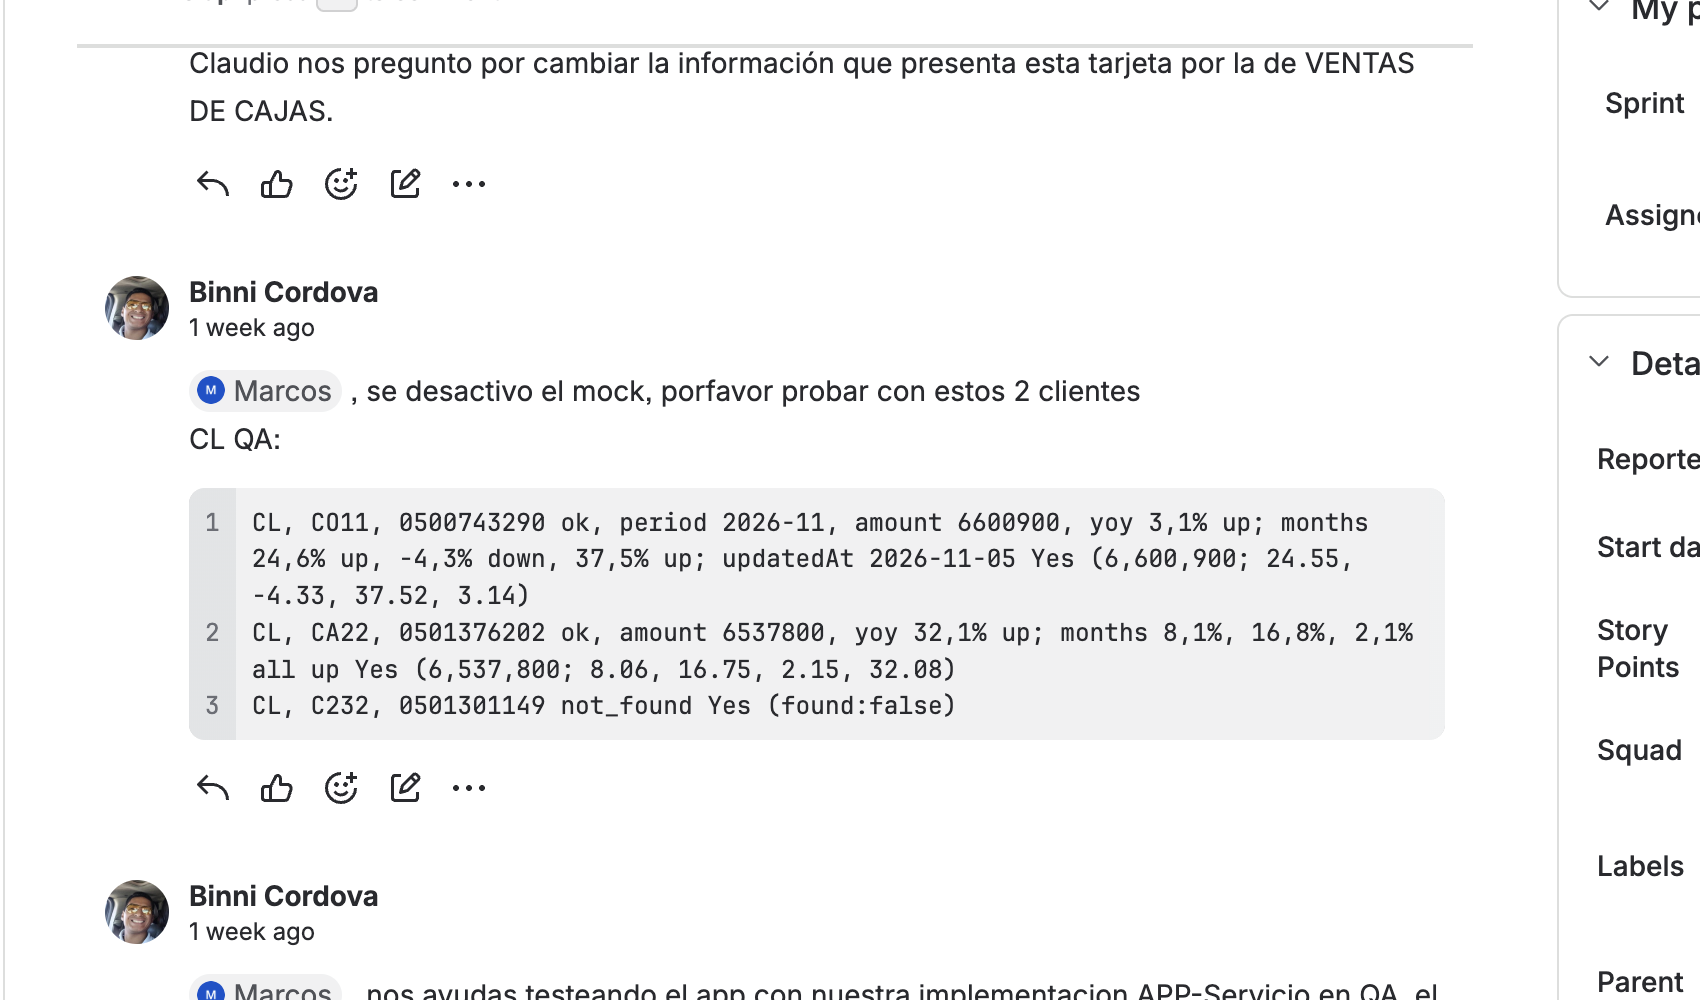 My
Claudio nos pregunto por cambiar la información que presenta esta tarjeta por la de VENTAS
DE CAJAS.
Sprint
Assigne
Binni Cordova
1 week ago
M Marcos , se desactivo el mock, porfavor probar con estos 2 clientes
CL QA:
1 CL, CO11, 0500743290 ok, period 2026-11, amount 6600900, yoy 3,1% up; months
24,6% up, -4,3% down, 37,5% up; updatedAt 2026-11-05 Yes (6,600,900; 24.55,
-4.33, 37.52, 3.14)
2 CL, CA22, 0501376202 ok, amount 6537800, yoy 32,1% up; months 8,1%, 16,8%, 2,1%
all up Yes (6,537,800; 8.06, 16.75, 2.15, 32.08)
3 CL, C232, 0501301149 not_found Yes (found:false)
Binni Cordova
1 week ago
M Marcos nos ayudas testeando el app con nuestra implementacion APP-Servicio en QA, el
Deta
Reporte
Start da
Story
Points
Squad
Labels
Parent